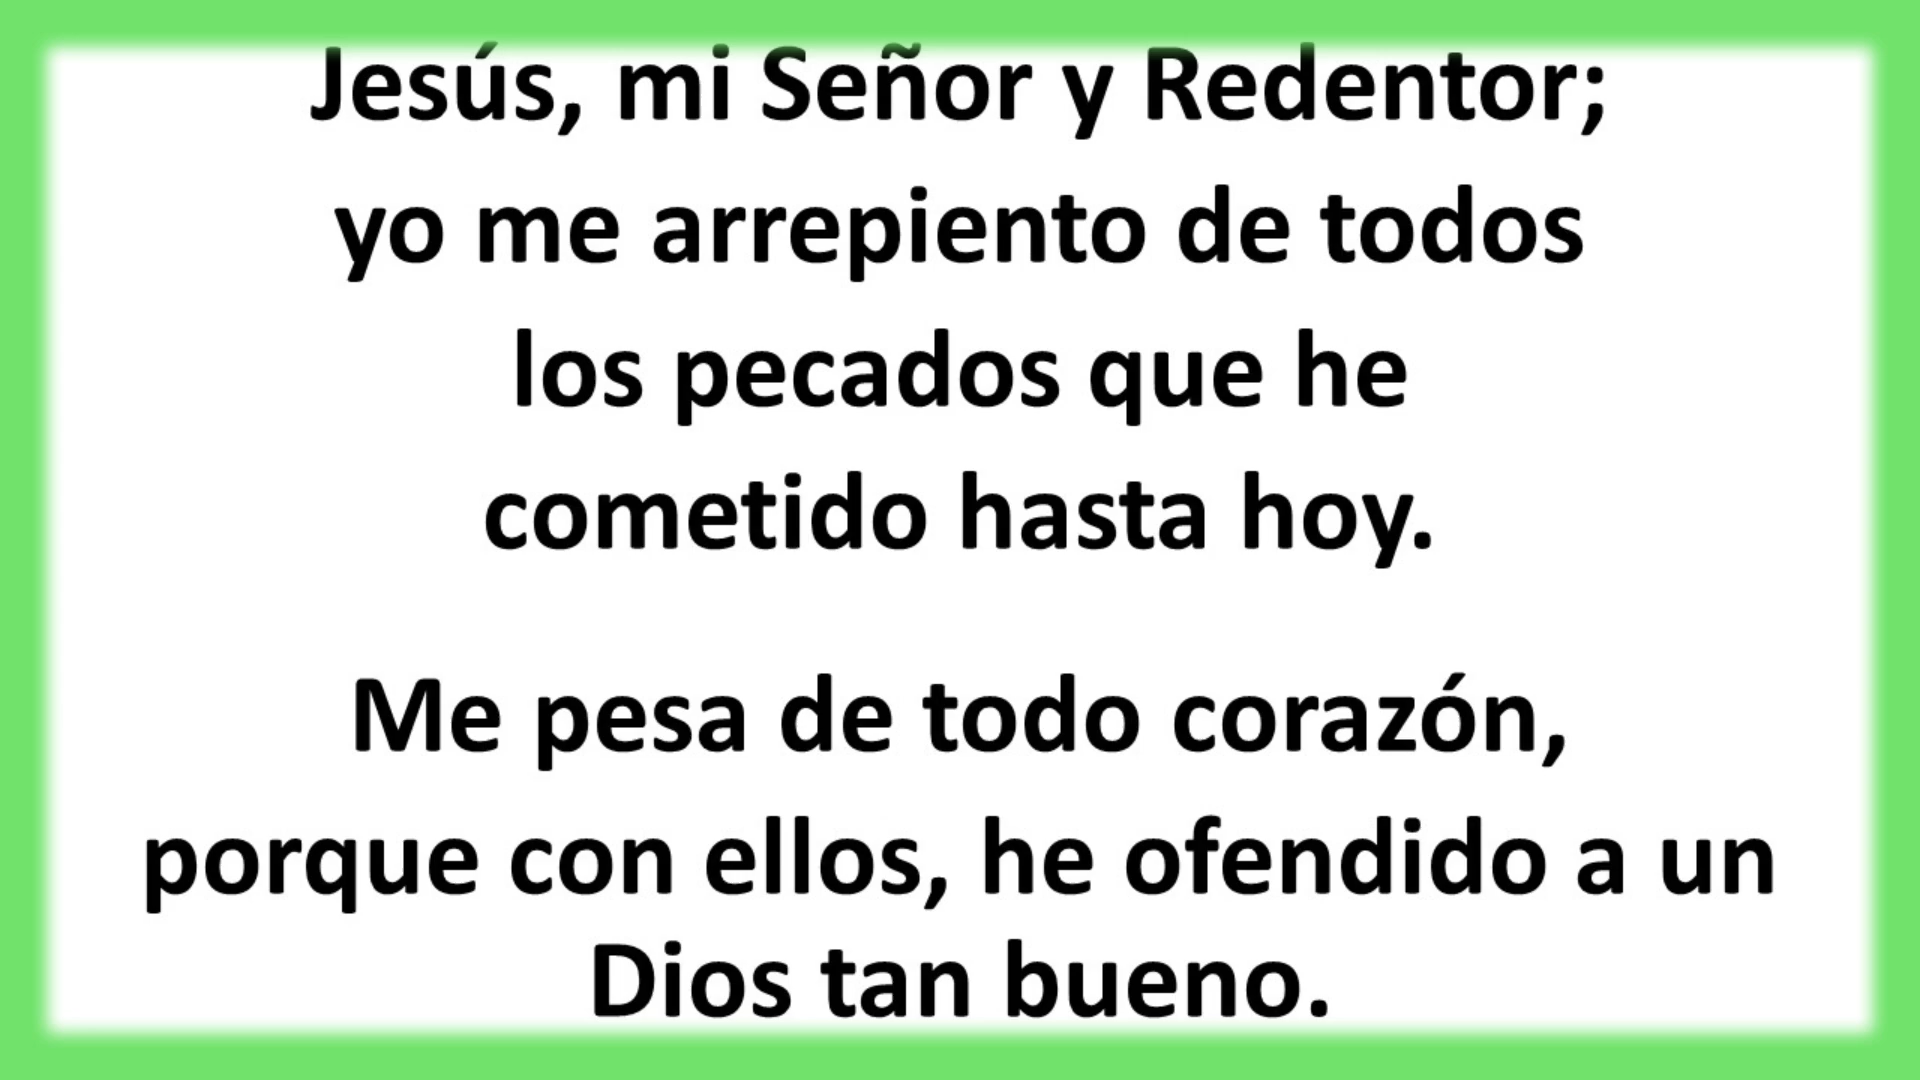 Jesús, mi Señor y Redentor;
yo me arrepiento de todos
los pecados que he
cometido hasta hoy.
Me pesa de todo corazón,
porque con ellos, he ofendido a un
Dios tan bueno.